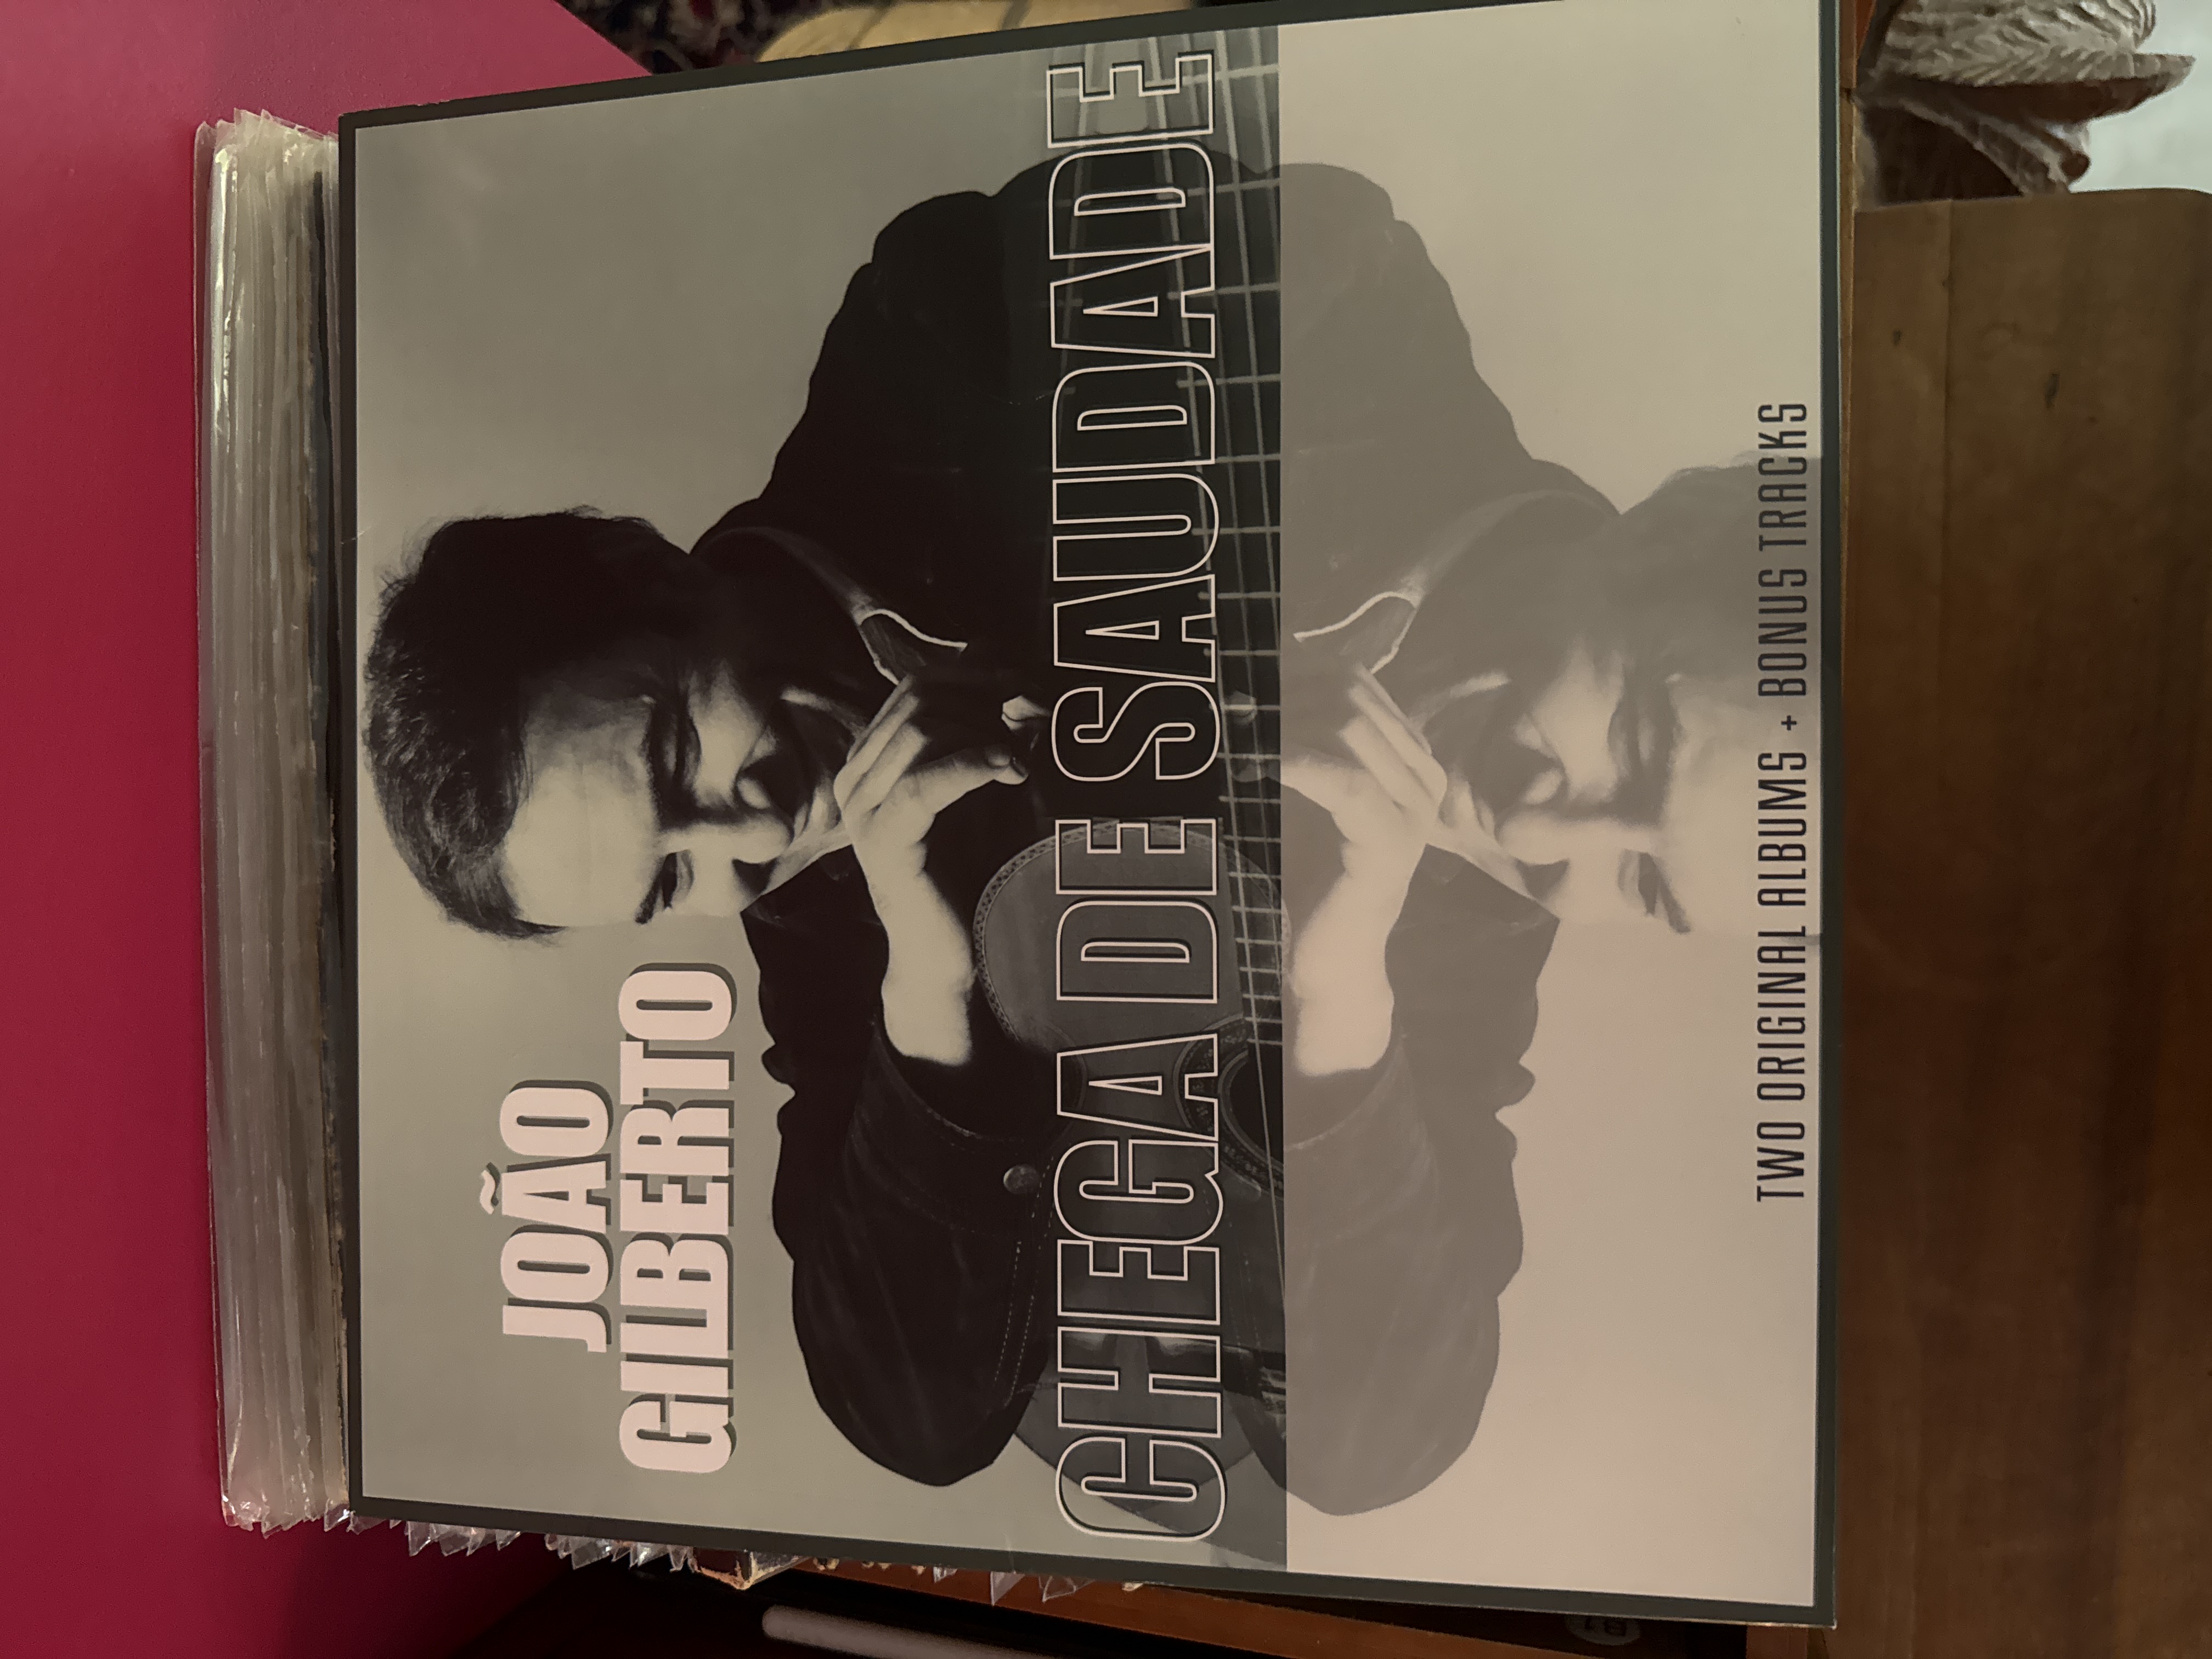 JOÃO
GILBERTO
CHEGA DE SAUDADE
TWO ORIGINAL ALBUMS + BONUS TRACKS